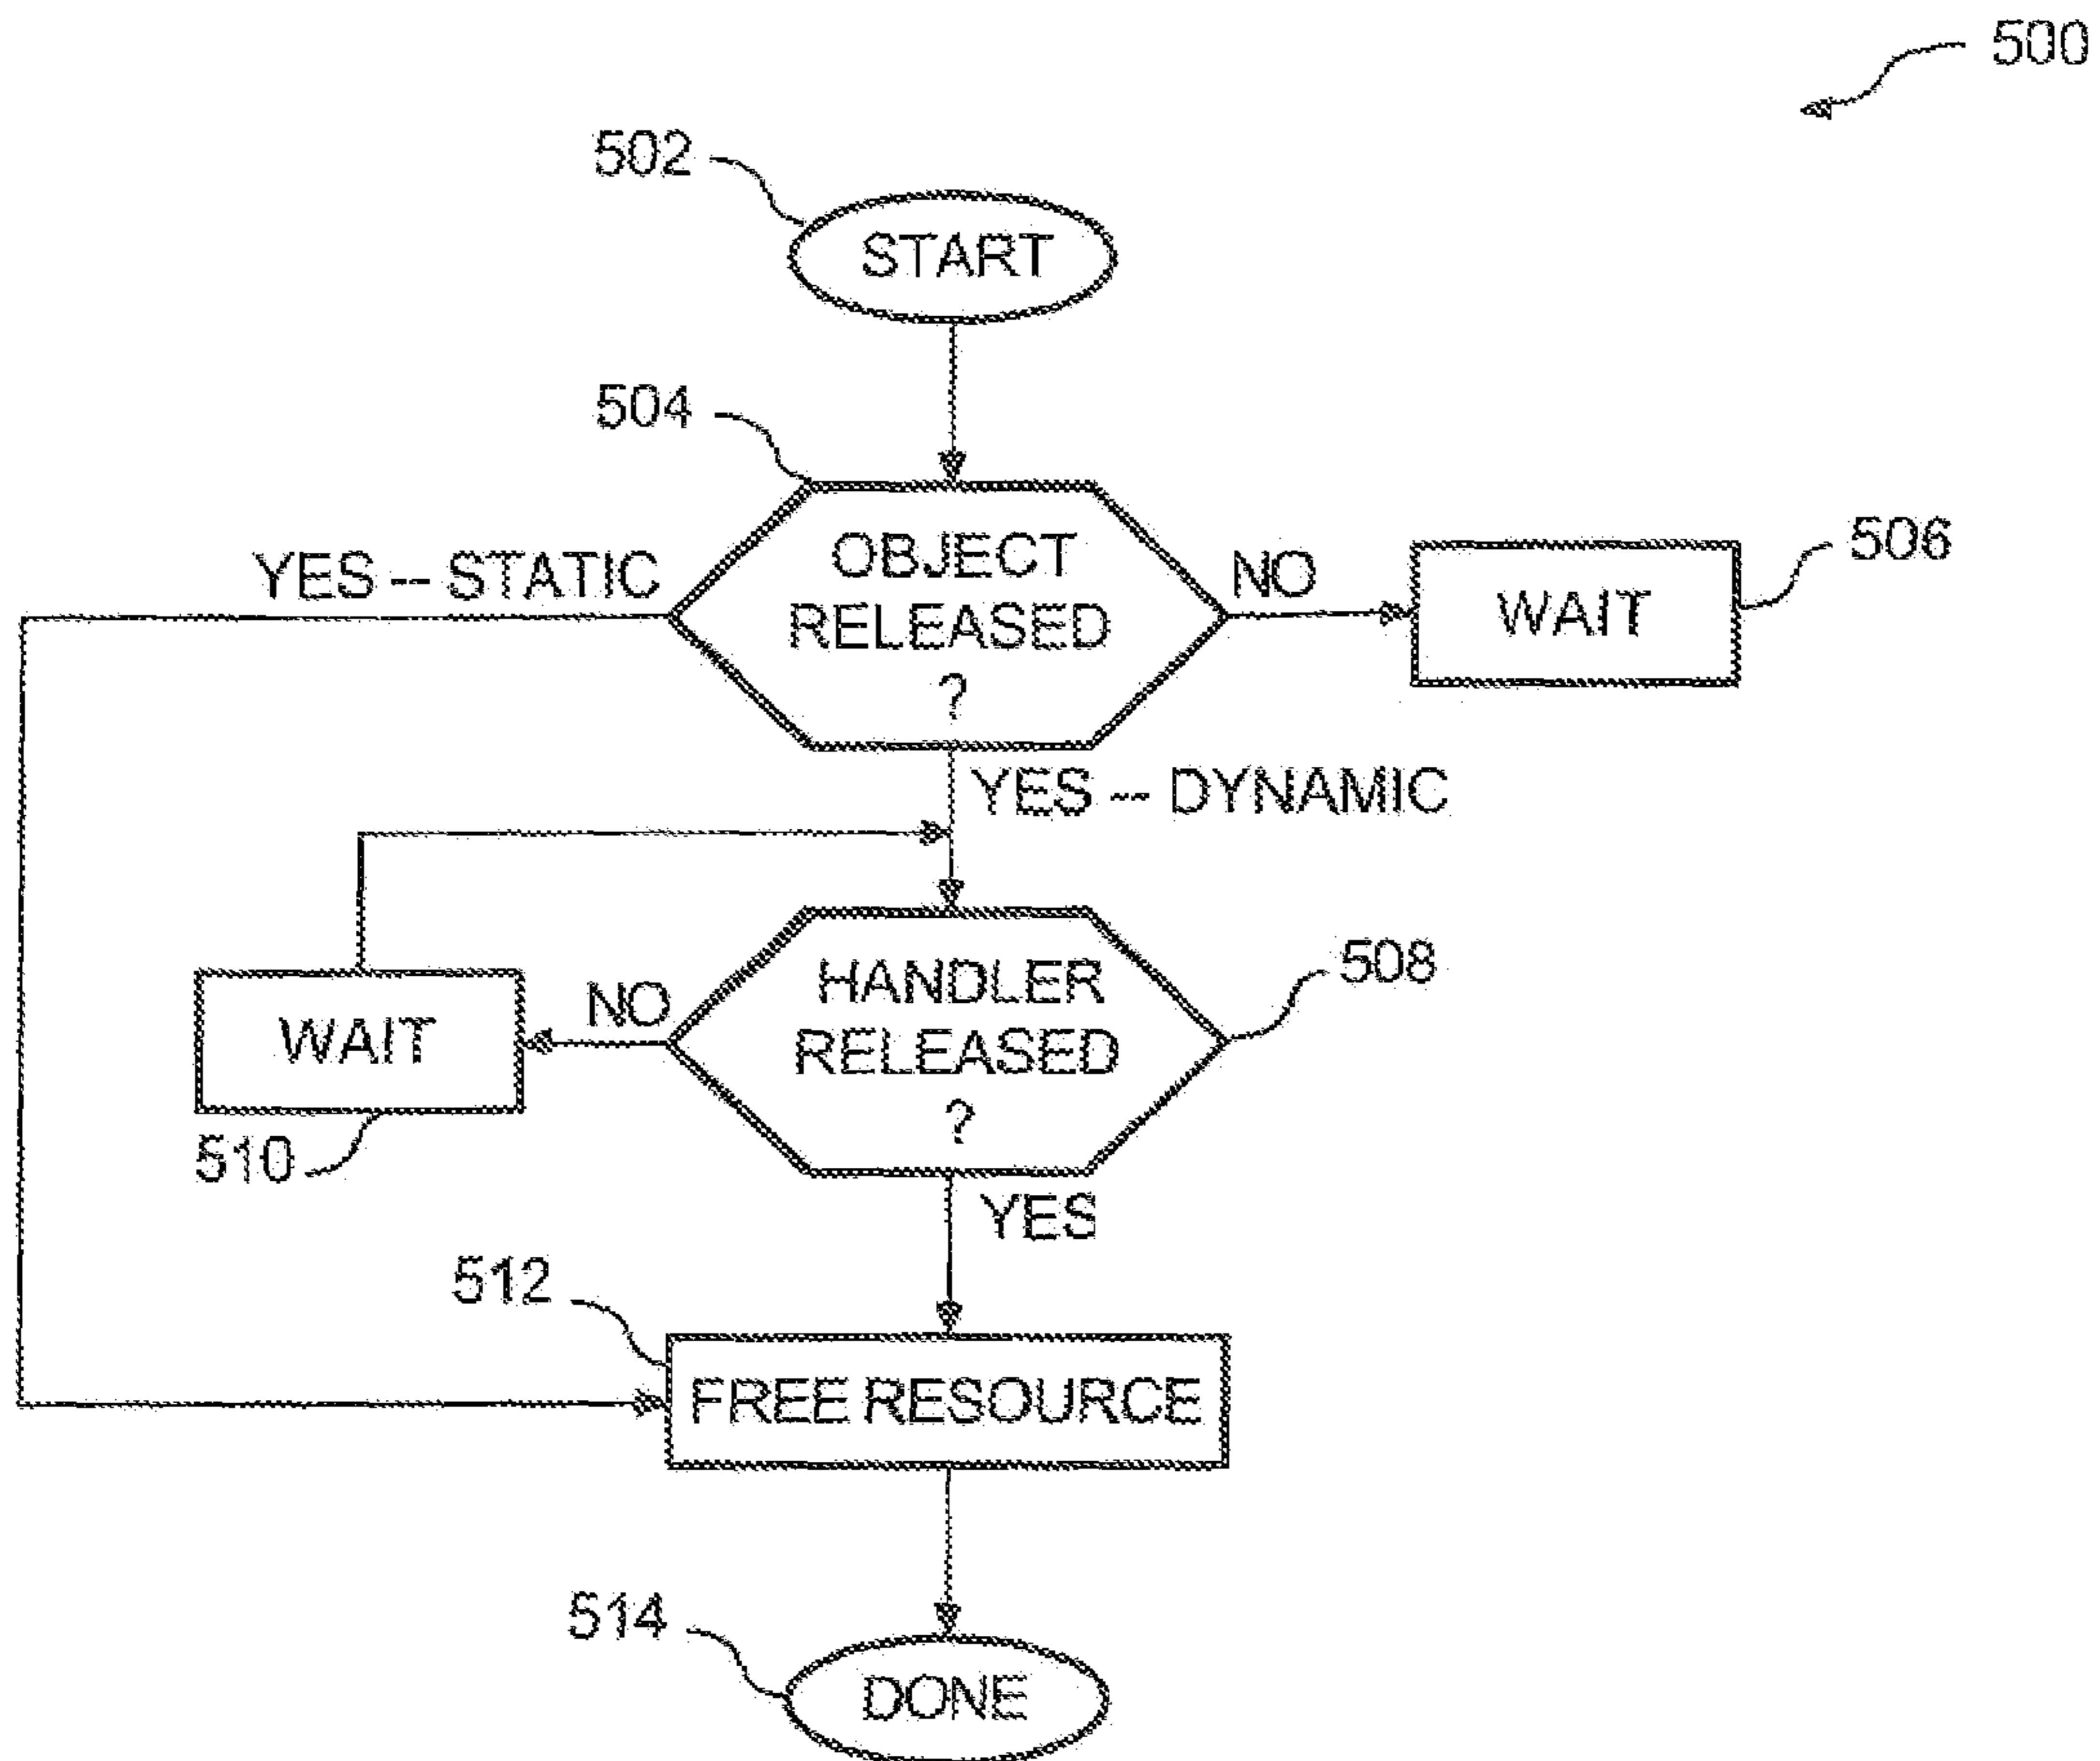 500
502
START
504
OBJECT
RELEASED
?
YES -- STATIC
NO
WAIT
506
YES -- DYNAMIC
HANDLER
RELEASED
?
508
NO
WAIT
510
YES
512
FREE RESOURCE
514
DONE